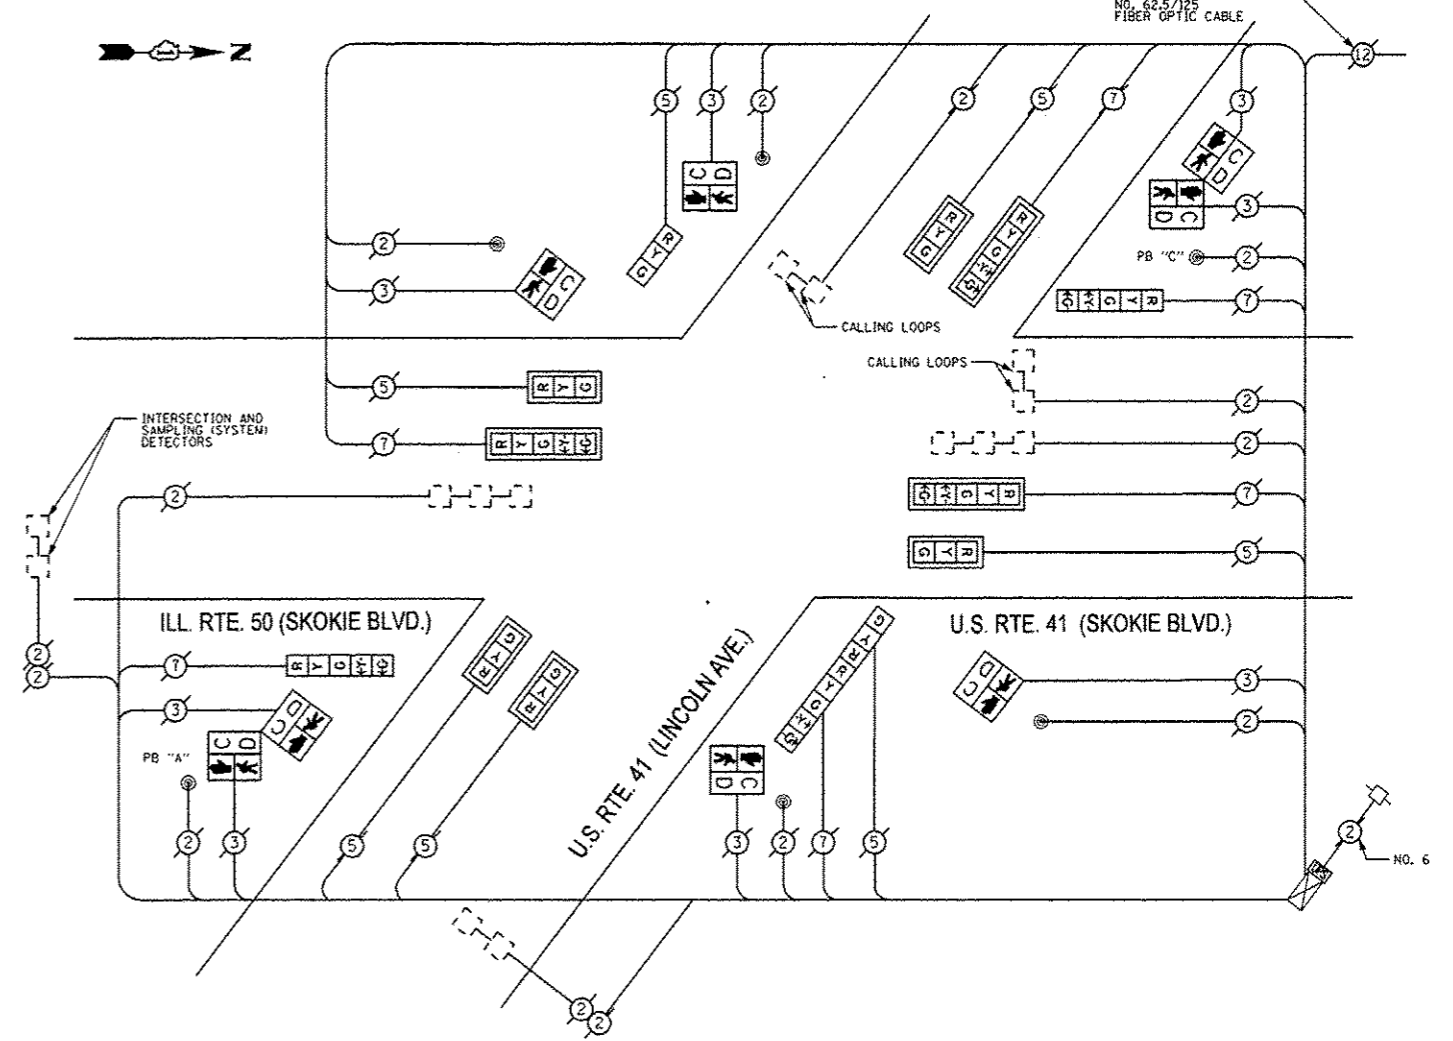 NO. 62.5/125
FIBER OPTIC CABLE
N
12
5
3
2
2
5
7
3
C D
C
D
R
Y
G
R
Y
G
R
Y
G
←Y-
←G-
C
D
3
PB "C"
2
2
3
C
D
R Y G
←Y-
←G-
7
CALLING LOOPS
CALLING LOOPS
5
R Y G
2
2
7
R Y G ←Y- ←G-
INTERSECTION AND
SAMPLING (SYSTEM)
DETECTORS
2
R Y G ←Y- ←G-
7
R Y G
5
ILL. RTE. 50 (SKOKIE BLVD.)
U.S. RTE. 41 (SKOKIE BLVD.)
U.S. RTE. 41 (LINCOLN AVE.)
2
2
7
R Y G ←Y- ←G-
G
Y
R
G
Y
R
G
Y
R
R
Y
G
←Y-
←G-
3
D
C
D
C
3
2
C D
PB "A"
D C
2
3
5
5
3
2
7
5
2
NO. 6
2
2